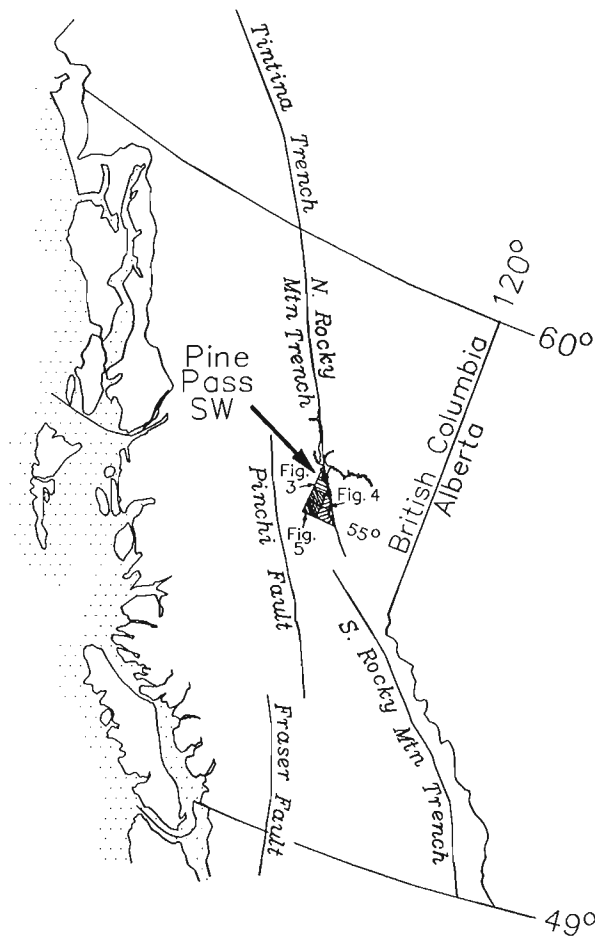 Tintina Trench
N. Rocky
Mtn Trench
120°
60°
Pine
Pass
SW
British Columbia
Alberta
Fig.
3
Fig. 4
Fig.
5
55°
Pinchi Fault
S. Rocky Mtn Trench
Fraser Fault
49°